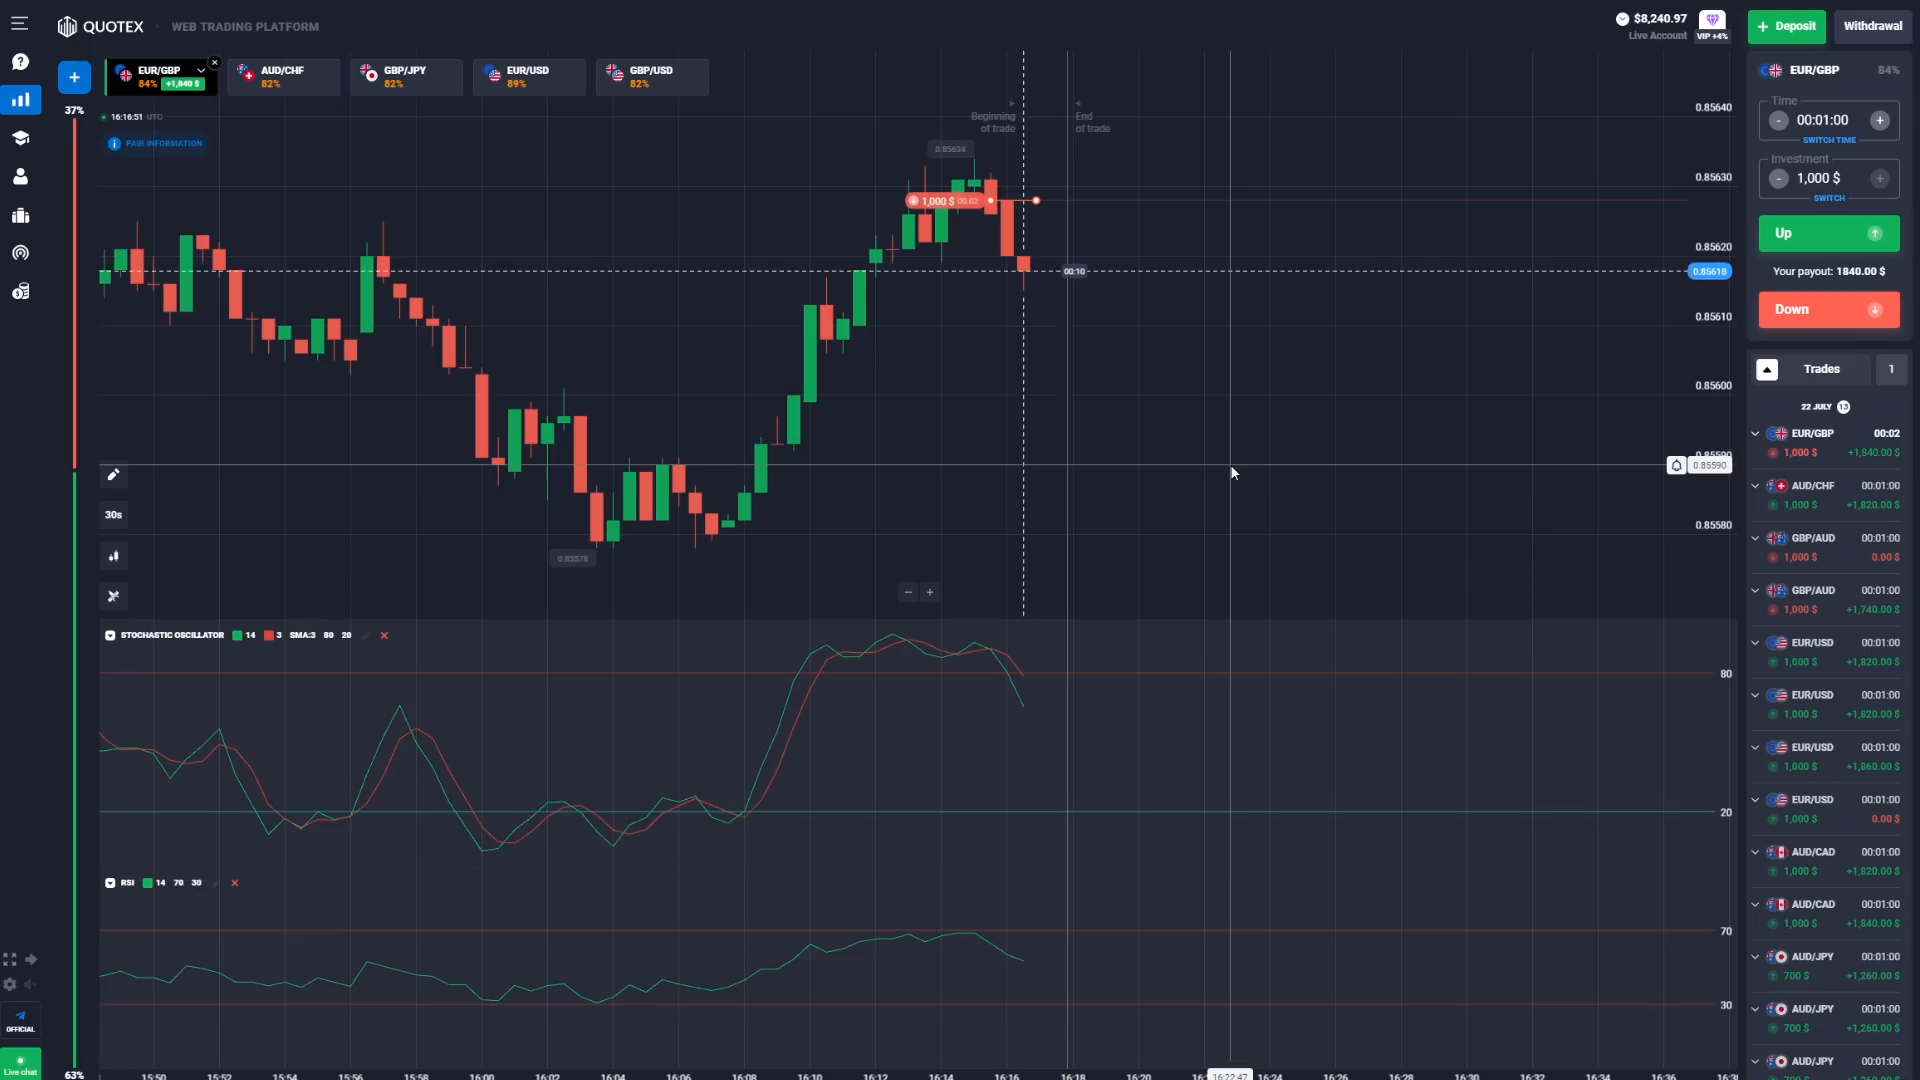 QUOTEX
WEB TRADING PLATFORM
$8,240.97
Live Account
VIP +4%
Deposit
Withdrawal
EUR/GBP
84% +1,840 $
AUD/CHF
82%
GBP/JPY
82%
EUR/USD
89%
GBP/USD
82%
37%
16:16:51 UTC
PAIR INFORMATION
Beginning
of trade
End
of trade
0.85634
1,000 $ 00:02
00:10
0.85578
0.85640
0.85630
0.85620
0.85618
0.85610
0.85600
0.85590
0.85590
0.85580
30s
STOCHASTIC OSCILLATOR 14 3 SMA:3 80 20
80
20
RSI 14 70 30
70
30
OFFICIAL
Live chat
63%
15:50 15:52 15:54 15:56 15:58 16:00 16:02 16:04 16:06 16:08 16:10 16:12 16:14 16:16 16:18 16:20 16:22:47 16:24 16:26 16:28 16:30 16:32 16:34 16:36
EUR/GBP 84%
Time
- 00:01:00 +
SWITCH TIME
Investment
- 1,000 $ +
SWITCH
Up
Your payout: 1840.00 $
Down
Trades 1
22 JULY 13
EUR/GBP 00:02
1,000 $ +1,840.00 $
AUD/CHF 00:01:00
1,000 $ +1,820.00 $
GBP/AUD 00:01:00
1,000 $ 0.00 $
GBP/AUD 00:01:00
1,000 $ +1,740.00 $
EUR/USD 00:01:00
1,000 $ +1,820.00 $
EUR/USD 00:01:00
1,000 $ +1,820.00 $
EUR/USD 00:01:00
1,000 $ +1,860.00 $
EUR/USD 00:01:00
1,000 $ 0.00 $
AUD/CAD 00:01:00
1,000 $ +1,820.00 $
AUD/CAD 00:01:00
1,000 $ +1,840.00 $
AUD/JPY 00:01:00
700 $ +1,260.00 $
AUD/JPY 00:01:00
700 $ +1,260.00 $
AUD/JPY 00:01:00